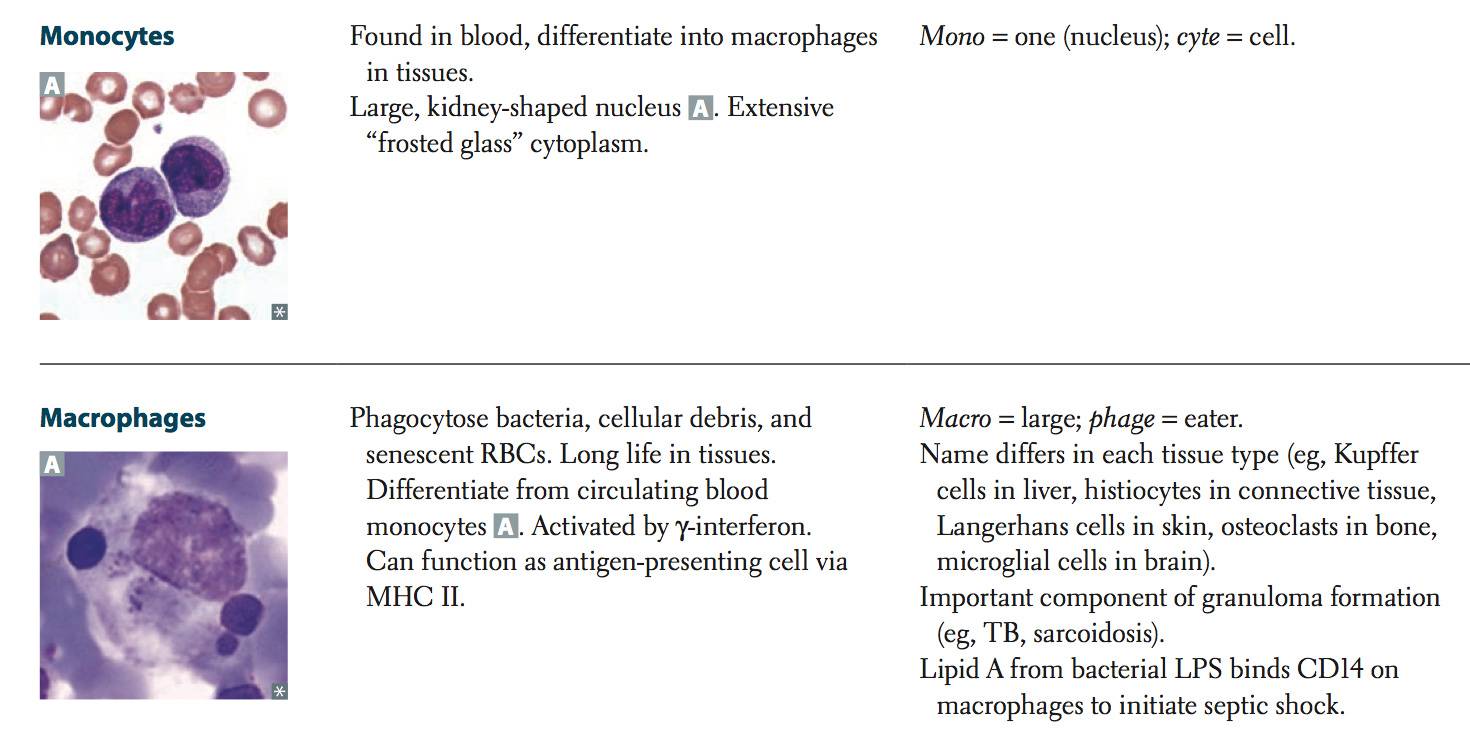 Monocytes
A
*
Found in blood, differentiate into macrophages
in tissues.
Large, kidney-shaped nucleus A. Extensive
“frosted glass” cytoplasm.
Mono = one (nucleus); cyte = cell.
Macrophages
A
*
Phagocytose bacteria, cellular debris, and
senescent RBCs. Long life in tissues.
Differentiate from circulating blood
monocytes A. Activated by γ-interferon.
Can function as antigen-presenting cell via
MHC II.
Macro = large; phage = eater.
Name differs in each tissue type (eg, Kupffer
cells in liver, histiocytes in connective tissue,
Langerhans cells in skin, osteoclasts in bone,
microglial cells in brain).
Important component of granuloma formation
(eg, TB, sarcoidosis).
Lipid A from bacterial LPS binds CD14 on
macrophages to initiate septic shock.